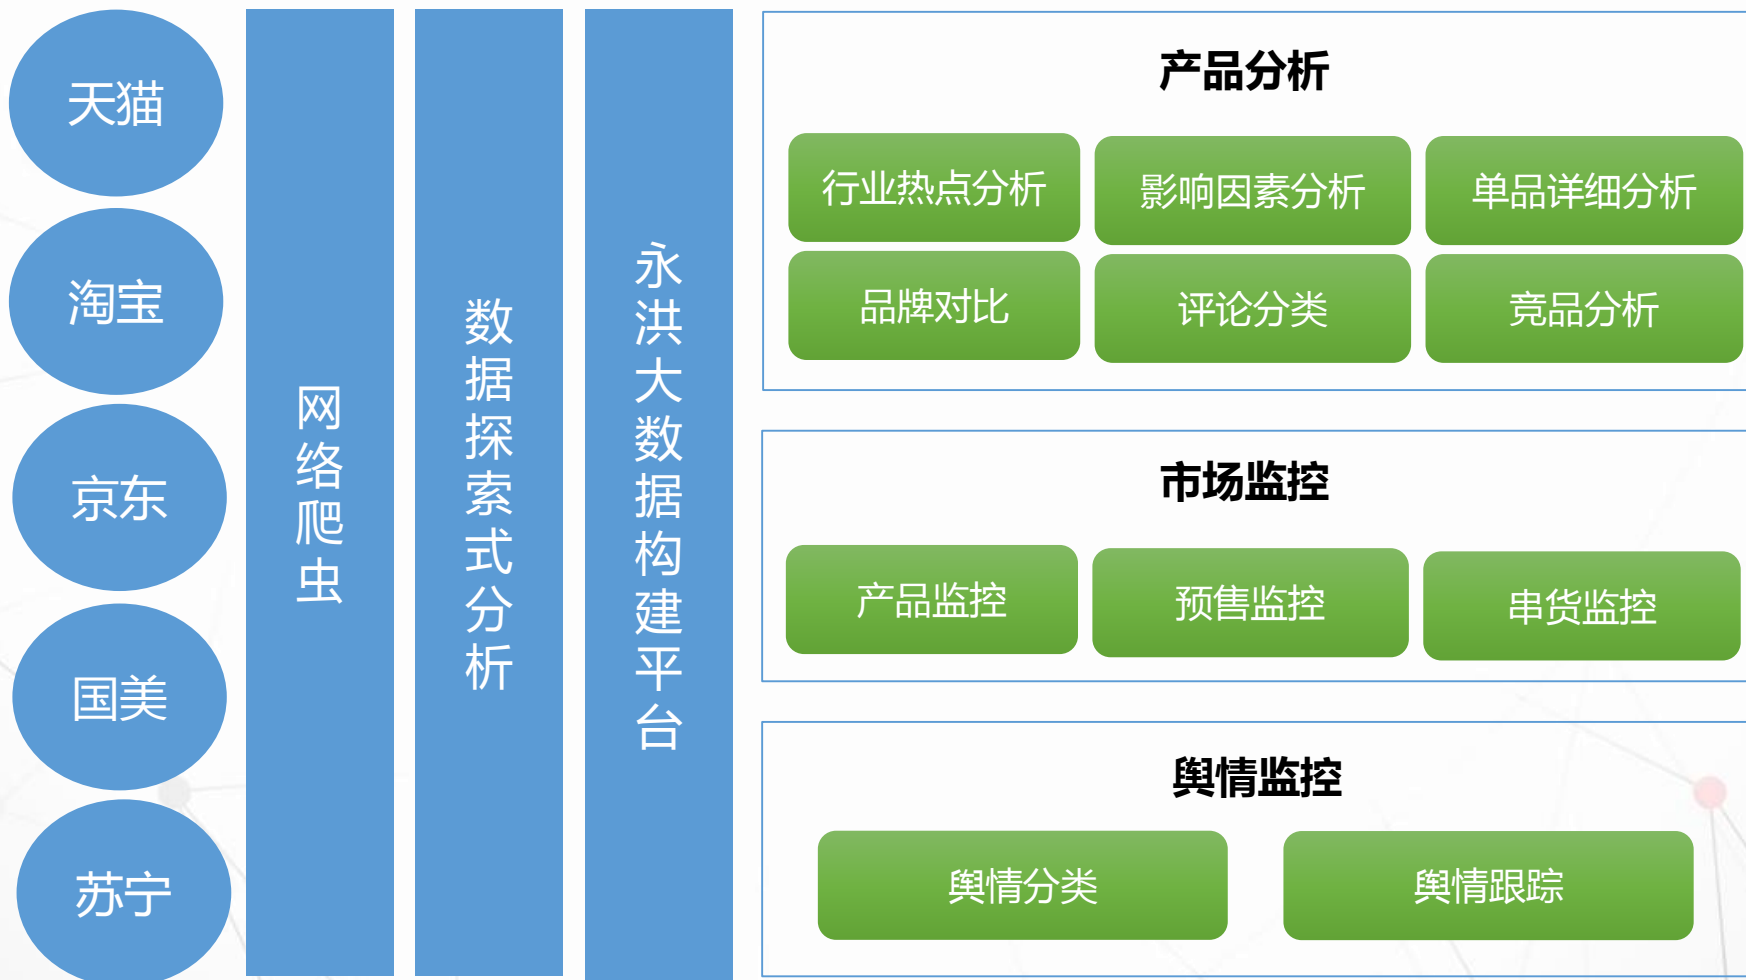 天猫
淘宝
京东
国美
苏宁
网络爬虫
数据探索式分析
永洪大数据构建平台
产品分析
行业热点分析
影响因素分析
单品详细分析
品牌对比
评论分类
竞品分析
市场监控
产品监控
预售监控
串货监控
舆情监控
舆情分类
舆情跟踪